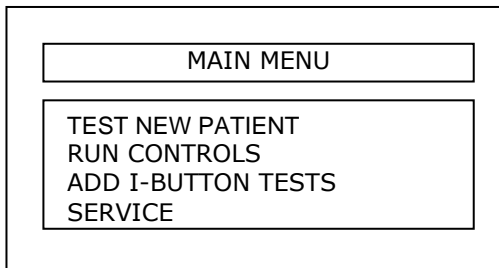 MAIN MENU
TEST NEW PATIENT
RUN CONTROLS
ADD I-BUTTON TESTS
SERVICE